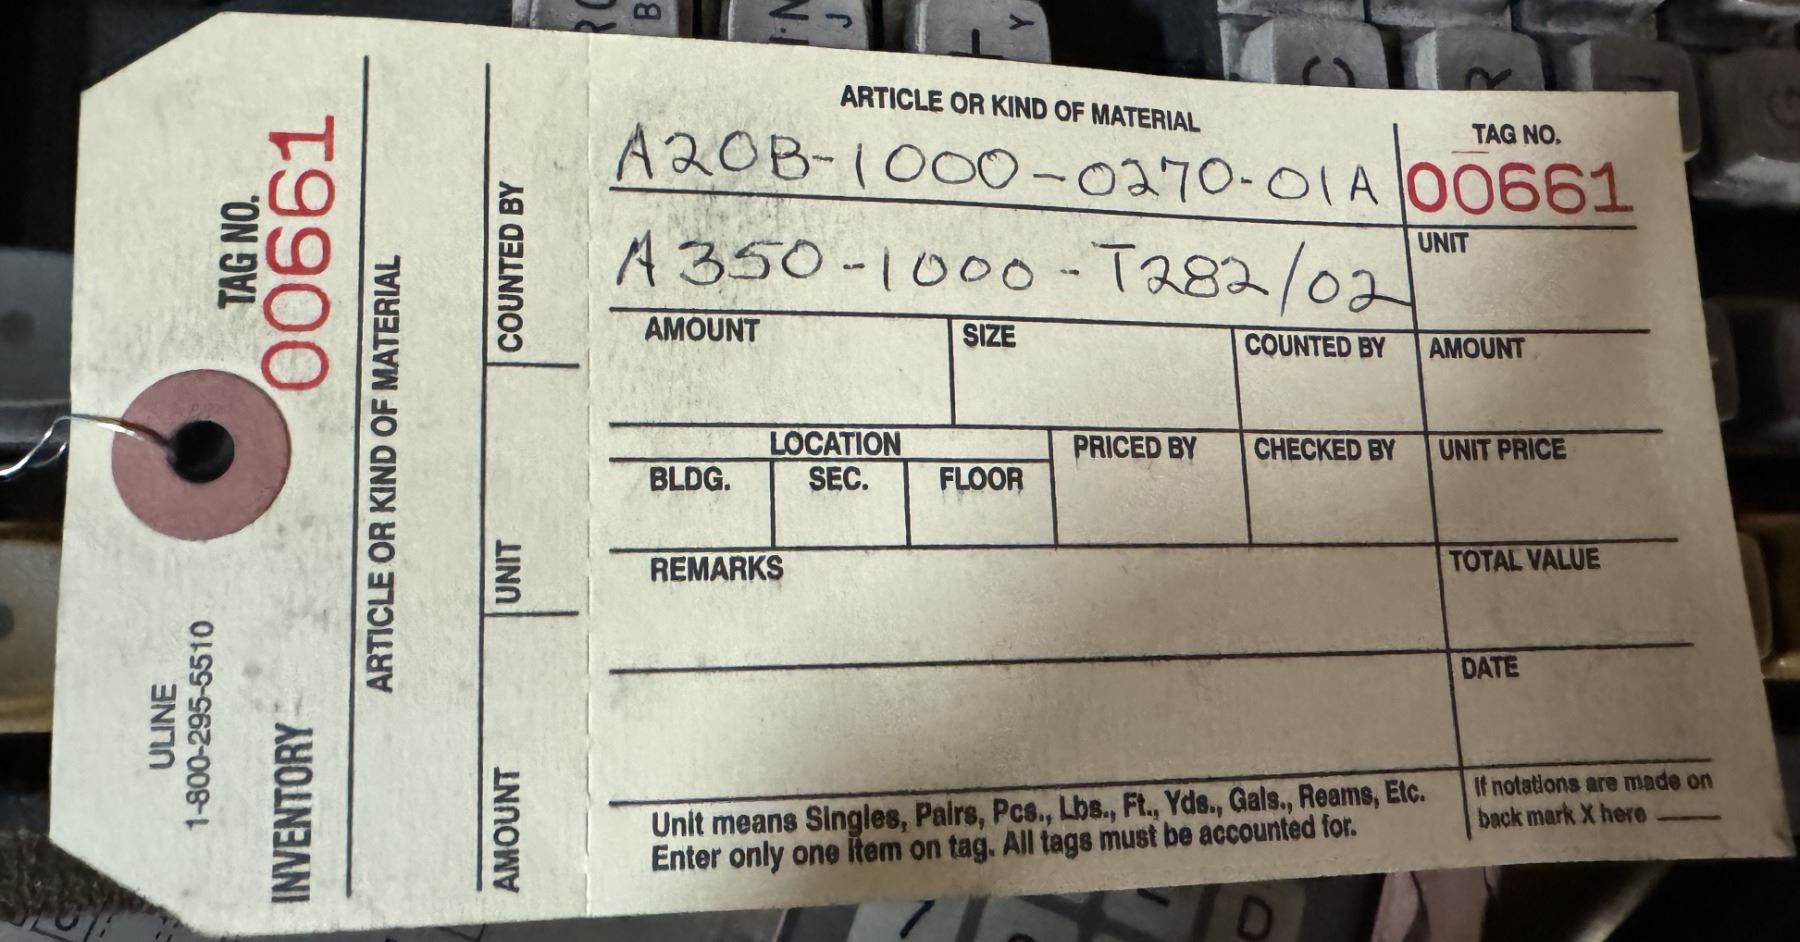 TAG NO.
00661
ULINE
1-800-295-5510
INVENTORY
ARTICLE OR KIND OF MATERIAL
COUNTED BY
UNIT
AMOUNT
ARTICLE OR KIND OF MATERIAL
A20B-1000-0270-01A
A350-1000-T282/02
TAG NO.
00661
UNIT
AMOUNT
SIZE
COUNTED BY
AMOUNT
LOCATION
BLDG.
SEC.
FLOOR
PRICED BY
CHECKED BY
UNIT PRICE
REMARKS
TOTAL VALUE
DATE
Unit means Singles, Pairs, Pcs., Lbs., Ft., Yds., Gals., Reams, Etc.
Enter only one item on tag. All tags must be accounted for.
If notations are made on
back mark X here